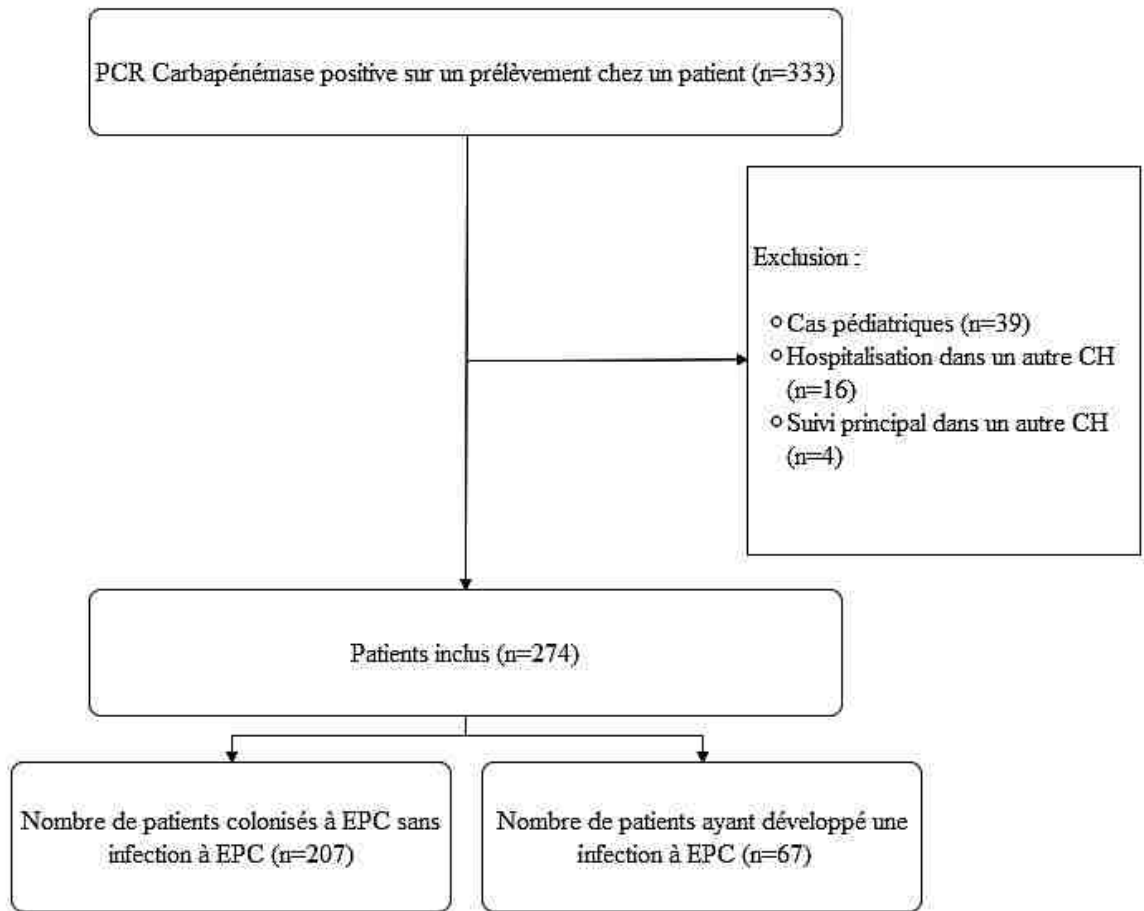 PCR Carbapénémase positive sur un prélèvement chez un patient (n=333)
Exclusion :
Cas pédiatriques (n=39)
Hospitalisation dans un autre CH
(n=16)
Suivi principal dans un autre CH
(n=4)
Patients inclus (n=274)
Nombre de patients colonisés à EPC sans
infection à EPC (n=207)
Nombre de patients ayant développé une
infection à EPC (n=67)